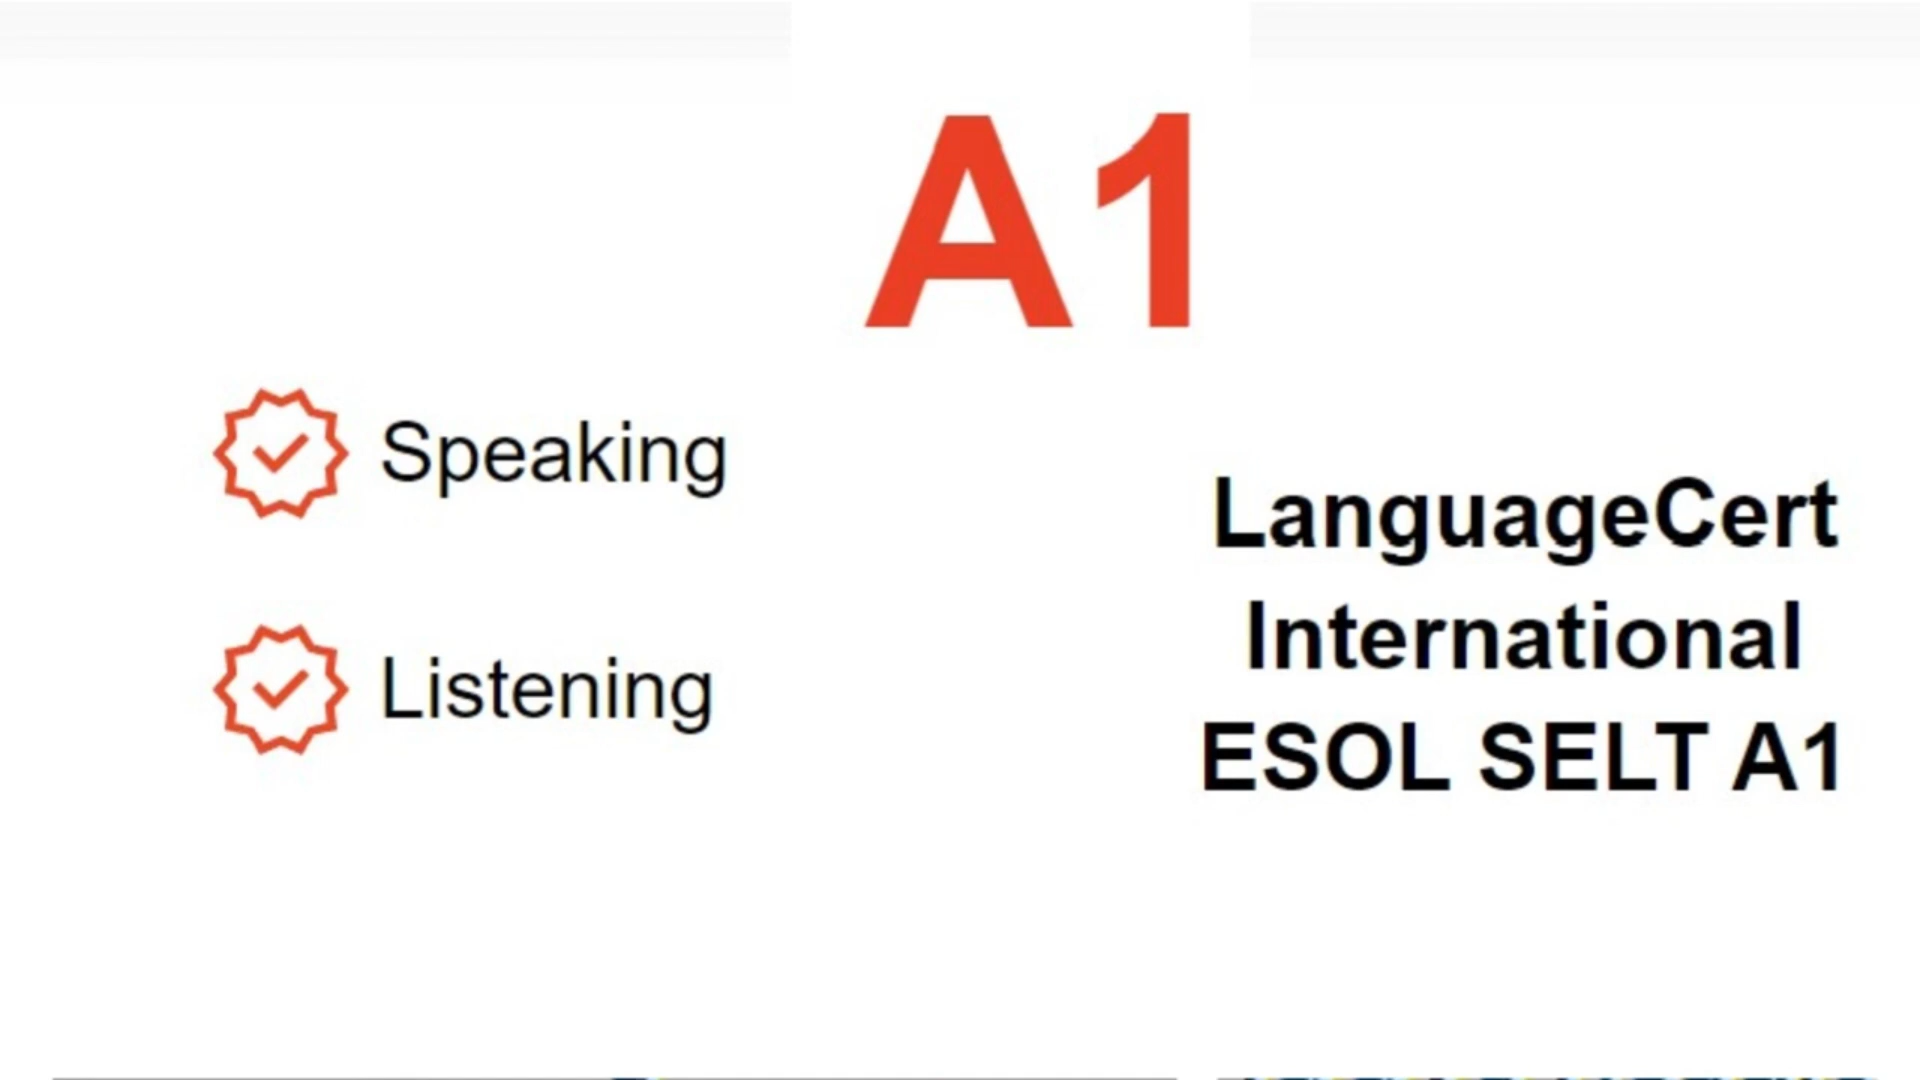 A1
Speaking
Listening
LanguageCert
International
ESOL SELT A1